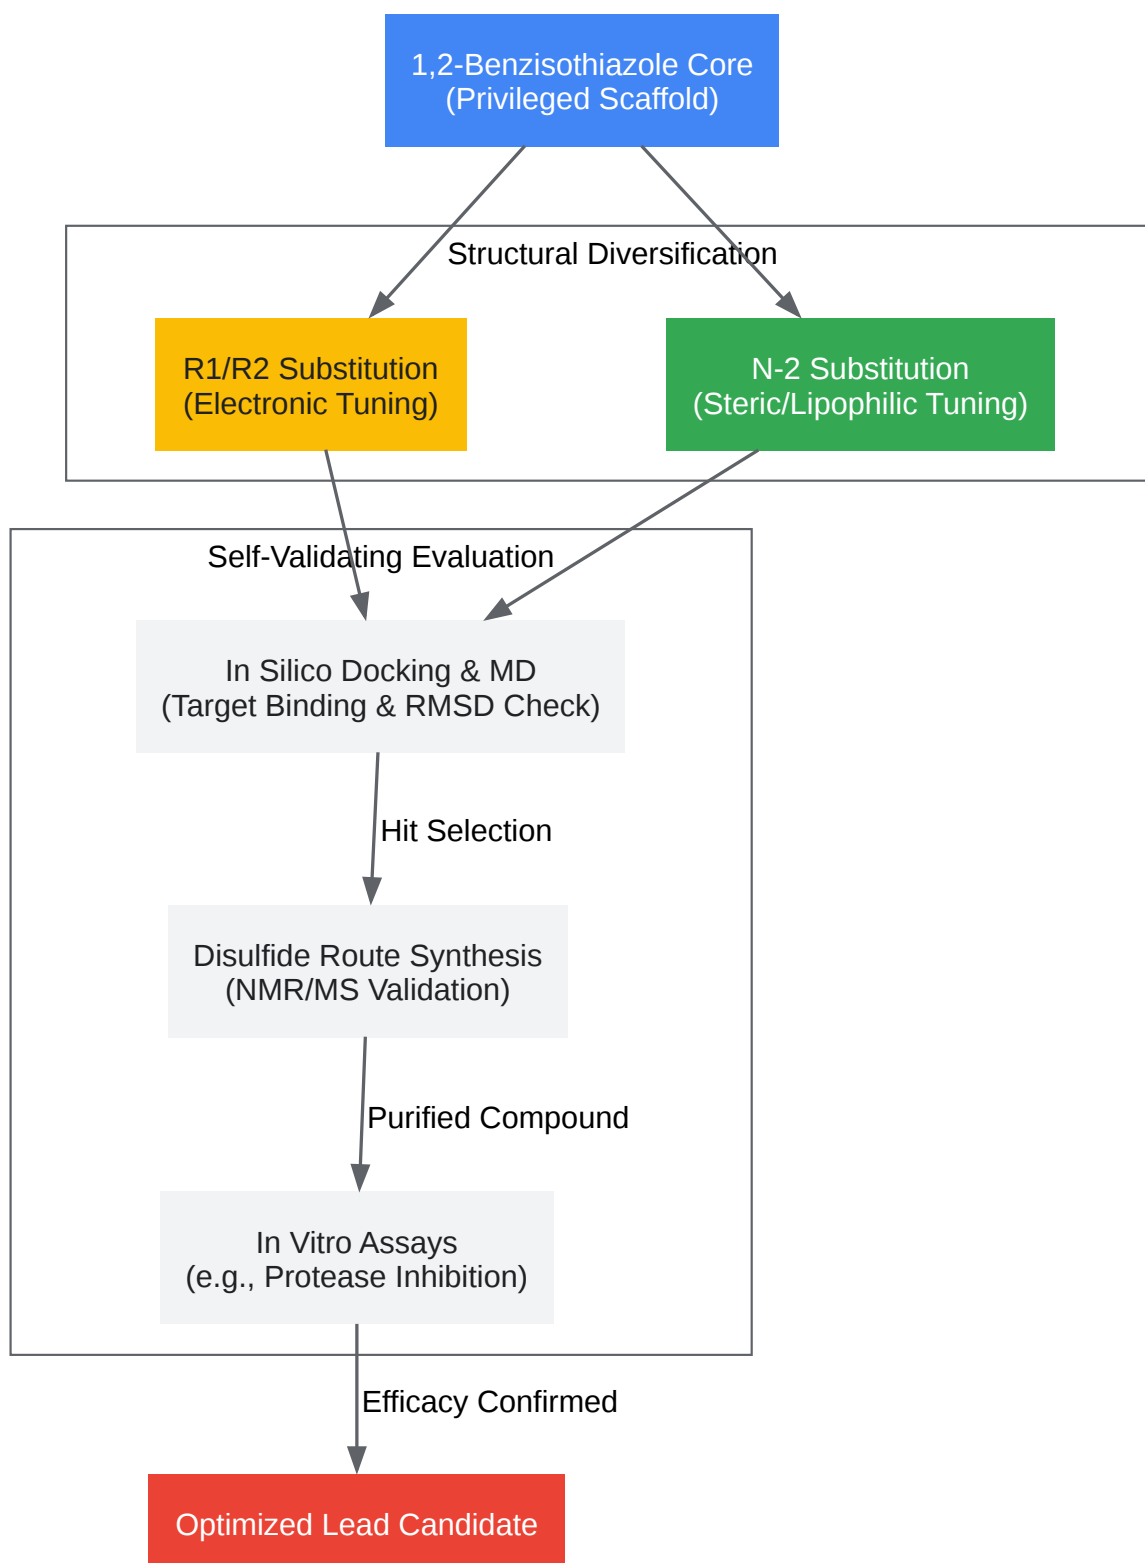 1,2-Benzisothiazole Core
(Privileged Scaffold)
Structural Diversification
R1/R2 Substitution
(Electronic Tuning)
N-2 Substitution
(Steric/Lipophilic Tuning)
Self-Validating Evaluation
In Silico Docking & MD
(Target Binding & RMSD Check)
Hit Selection
Disulfide Route Synthesis
(NMR/MS Validation)
Purified Compound
In Vitro Assays
(e.g., Protease Inhibition)
Efficacy Confirmed
Optimized Lead Candidate